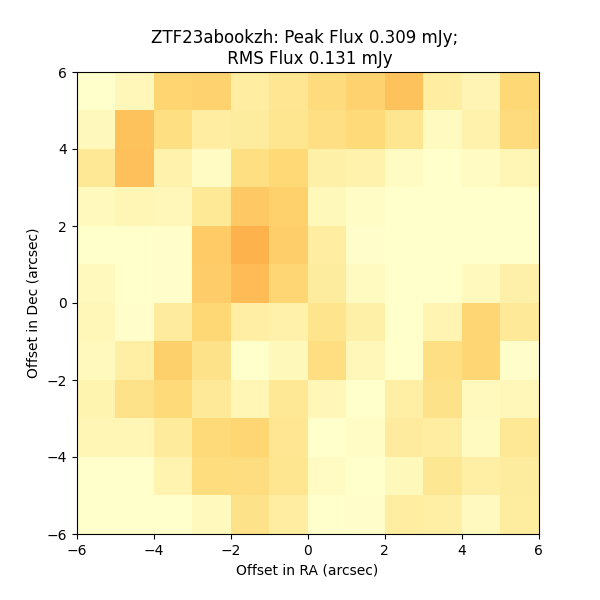 ZTF23abookzh: Peak Flux 0.309 mJy;
RMS Flux 0.131 mJy
6
4
2
0
−2
−4
−6
Offset in Dec (arcsec)
−6 −4 −2 0 2 4 6
Offset in RA (arcsec)